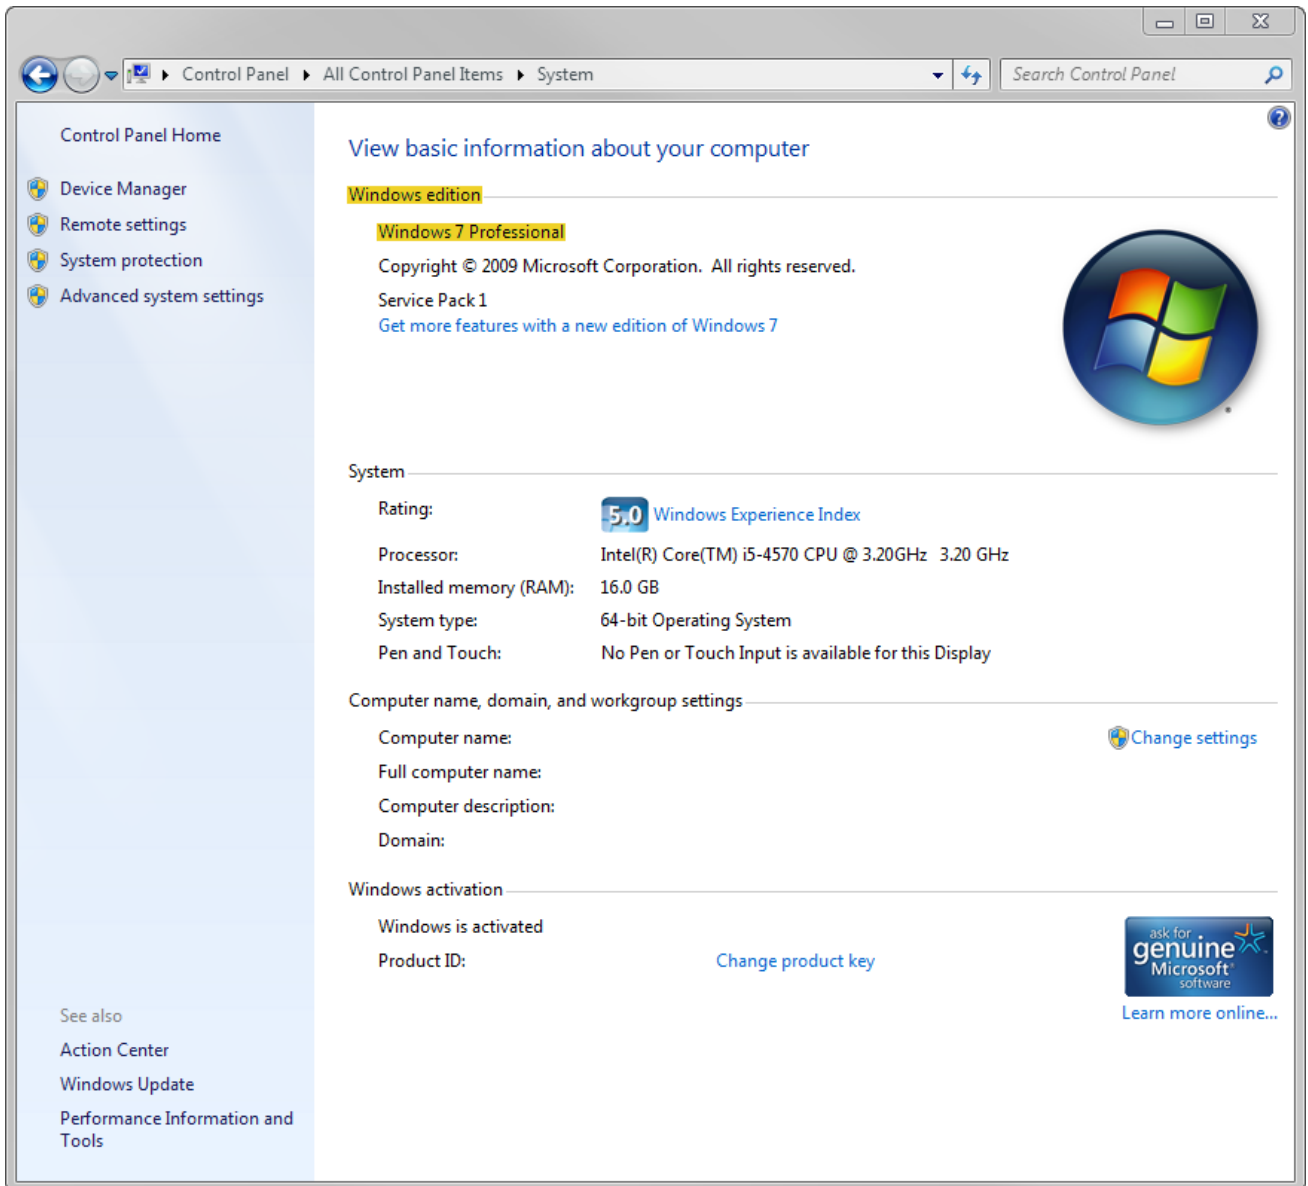 Control Panel All Control Panel Items System
Search Control Panel
Control Panel Home
Device Manager
Remote settings
System protection
Advanced system settings
See also
Action Center
Windows Update
Performance Information and
Tools
View basic information about your computer
Windows edition
Windows 7 Professional
Copyright © 2009 Microsoft Corporation. All rights reserved.
Service Pack 1
Get more features with a new edition of Windows 7
System
Rating: 5.0 Windows Experience Index
Processor: Intel(R) Core(TM) i5-4570 CPU @ 3.20GHz 3.20 GHz
Installed memory (RAM): 16.0 GB
System type: 64-bit Operating System
Pen and Touch: No Pen or Touch Input is available for this Display
Computer name, domain, and workgroup settings
Computer name: Change settings
Full computer name:
Computer description:
Domain:
Windows activation
Windows is activated
Product ID: Change product key
ask for
genuine
Microsoft
software
Learn more online...